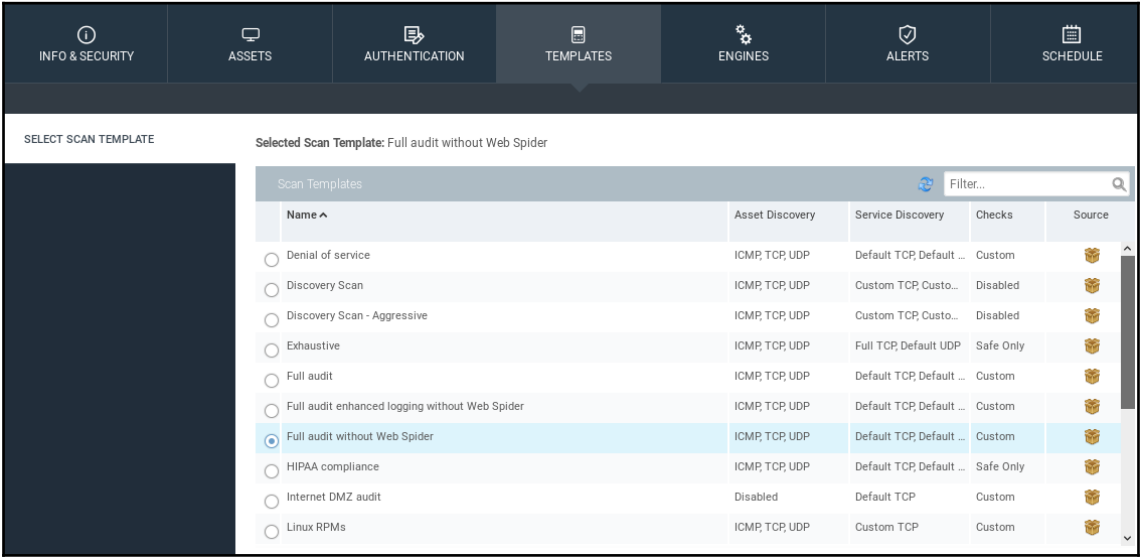 INFO & SECURITY ASSETS AUTHENTICATION TEMPLATES ENGINES ALERTS SCHEDULE
SELECT SCAN TEMPLATE
Selected Scan Template: Full audit without Web Spider
Scan Templates Filter...
Name Asset Discovery Service Discovery Checks Source
Denial of service ICMP, TCP, UDP Default TCP, Default ... Custom
Discovery Scan ICMP, TCP, UDP Custom TCP, Custo... Disabled
Discovery Scan - Aggressive ICMP, TCP, UDP Custom TCP, Custo... Disabled
Exhaustive ICMP, TCP, UDP Full TCP, Default UDP Safe Only
Full audit ICMP, TCP, UDP Default TCP, Default ... Custom
Full audit enhanced logging without Web Spider ICMP, TCP, UDP Default TCP, Default ... Custom
Full audit without Web Spider ICMP, TCP, UDP Default TCP, Default ... Custom
HIPAA compliance ICMP, TCP, UDP Default TCP, Default ... Safe Only
Internet DMZ audit Disabled Default TCP Custom
Linux RPMs ICMP, TCP, UDP Custom TCP Custom